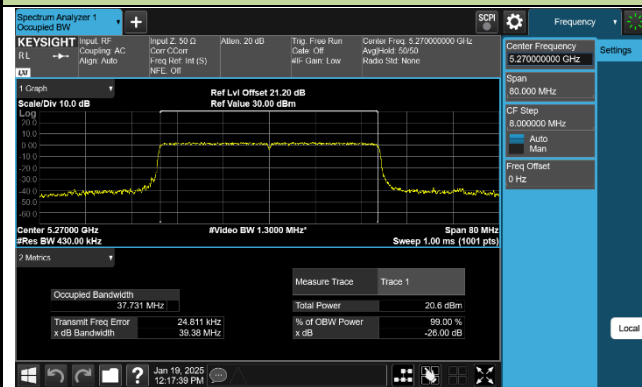 Spectrum Analyzer 1
Occupied BW
SCPI
Frequency
KEYSIGHT
RL
LXI
Input: RF
Coupling: AC
Align: Auto
Input Z: 50 Ω
Corr CCorr
Freq Ref: Int (S)
NFE: Off
Atten: 20 dB
Trig: Free Run
Gate: Off
#IF Gain: Low
Center Freq: 5.270000000 GHz
Avg|Hold: 50/50
Radio Std: None
Center Frequency
5.270000000 GHz
Settings
Span
80.000 MHz
CF Step
8.000000 MHz
Auto
Man
Freq Offset
0 Hz
1 Graph
Scale/Div 10.0 dB
Ref Lvl Offset 21.20 dB
Ref Value 30.00 dBm
Log
20.0
10.0
0.00
-10.0
-20.0
-30.0
-40.0
-50.0
-60.0
Center 5.27000 GHz
#Res BW 430.00 kHz
#Video BW 1.3000 MHz*
Span 80 MHz
Sweep 1.00 ms (1001 pts)
2 Metrics
Measure Trace
Trace 1
Occupied Bandwidth
37.731 MHz
Total Power
20.6 dBm
Transmit Freq Error
24.811 kHz
% of OBW Power
99.00 %
x dB Bandwidth
39.38 MHz
x dB
-26.00 dB
Local
?
Jan 19, 2025
12:17:39 PM